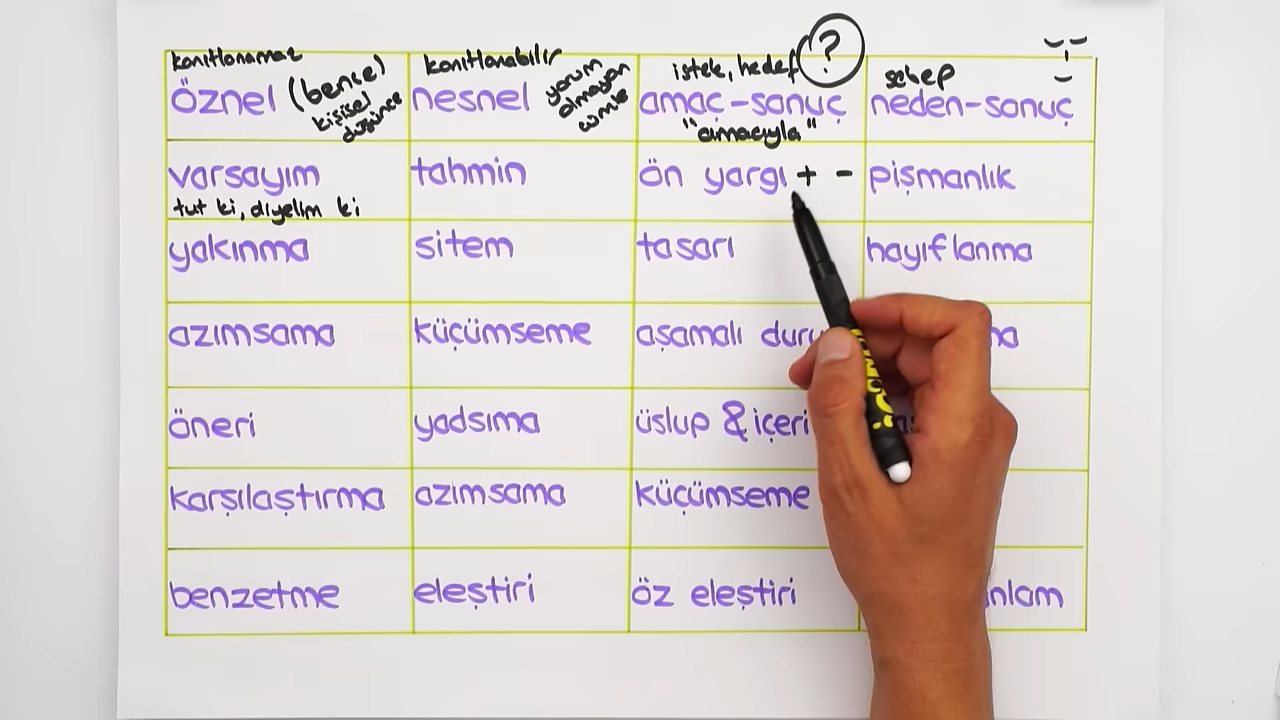 kanıtlanamaz
öznel (bence)
kişisel
düşünce
kanıtlanabilir
nesnel
yorum
olmayan
cümle
istek, hedef ?
amaç-sonuç
"amacıyla"
sebep
neden-sonuç
varsayım
tut ki, diyelim ki
tahmin
ön yargı + -
pişmanlık
yakınma
sitem
tasarı
hayıflanma
azımsama
küçümseme
aşamalı
öneri
yadsıma
üslup & içeri
karşılaştırma
azımsama
küçümseme
benzetme
eleştiri
öz eleştiri